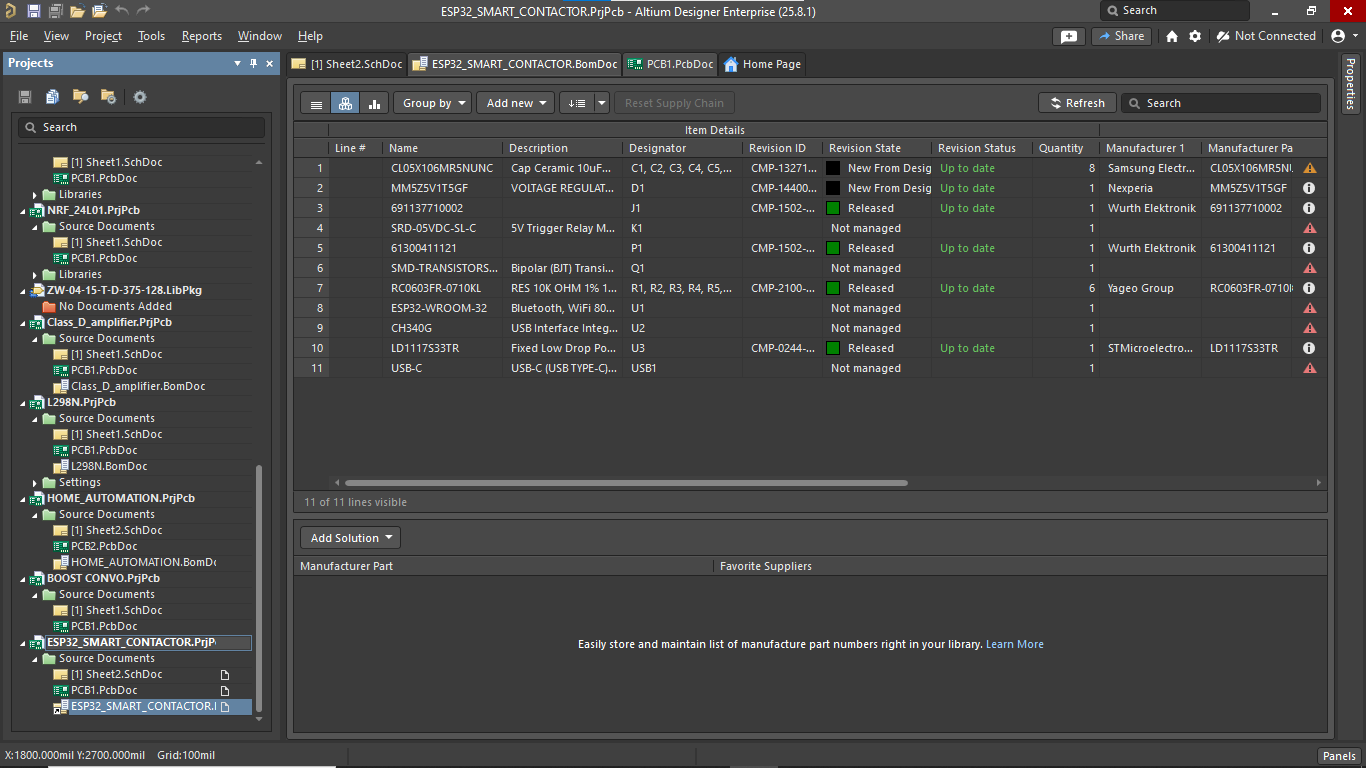 ESP32_SMART_CONTACTOR.PrjPcb - Altium Designer Enterprise (25.8.1)
Search
File View Project Tools Reports Window Help
Share
Not Connected
Projects
[1] Sheet2.SchDoc
ESP32_SMART_CONTACTOR.BomDoc
PCB1.PcbDoc
Home Page
Properties
Search
[1] Sheet1.SchDoc
PCB1.PcbDoc
Libraries
NRF_24L01.PrjPcb
Source Documents
[1] Sheet1.SchDoc
PCB1.PcbDoc
Libraries
ZW-04-15-T-D-375-128.LibPkg
No Documents Added
Class_D_amplifier.PrjPcb
Source Documents
[1] Sheet1.SchDoc
PCB1.PcbDoc
Class_D_amplifier.BomDoc
L298N.PrjPcb
Source Documents
[1] Sheet1.SchDoc
PCB1.PcbDoc
L298N.BomDoc
Settings
HOME_AUTOMATION.PrjPcb
Source Documents
[1] Sheet2.SchDoc
PCB2.PcbDoc
HOME_AUTOMATION.BomDc
BOOST CONVO.PrjPcb
Source Documents
[1] Sheet1.SchDoc
PCB1.PcbDoc
ESP32_SMART_CONTACTOR.PrjP
Source Documents
[1] Sheet2.SchDoc
PCB1.PcbDoc
ESP32_SMART_CONTACTOR.I
Group by
Add new
Reset Supply Chain
Refresh
Search
Item Details
Line # Name Description Designator Revision ID Revision State Revision Status Quantity Manufacturer 1 Manufacturer Pa
1 CL05X106MR5NUNC Cap Ceramic 10uF... C1, C2, C3, C4, C5,... CMP-13271... New From Desig Up to date 8 Samsung Electr... CL05X106MR5NU
2 MM5Z5V1T5GF VOLTAGE REGULAT... D1 CMP-14400... New From Desig Up to date 1 Nexperia MM5Z5V1T5GF
3 691137710002 J1 CMP-1502-... Released Up to date 1 Wurth Elektronik 691137710002
4 SRD-05VDC-SL-C 5V Trigger Relay M... K1 Not managed 1
5 61300411121 P1 CMP-1502-... Released Up to date 1 Wurth Elektronik 61300411121
6 SMD-TRANSISTORS... Bipolar (BJT) Transi... Q1 Not managed 1
7 RC0603FR-0710KL RES 10K OHM 1% 1... R1, R2, R3, R4, R5,... CMP-2100-... Released Up to date 6 Yageo Group RC0603FR-0710I
8 ESP32-WROOM-32 Bluetooth, WiFi 80... U1 Not managed 1
9 CH340G USB Interface Integ... U2 Not managed 1
10 LD1117S33TR Fixed Low Drop Po... U3 CMP-0244-... Released Up to date 1 STMicroelectro... LD1117S33TR
11 USB-C USB-C (USB TYPE-C)... USB1 Not managed 1
11 of 11 lines visible
Add Solution
Manufacturer Part Favorite Suppliers
Easily store and maintain list of manufacture part numbers right in your library. Learn More
X:1800.000mil Y:2700.000mil Grid:100mil
Panels